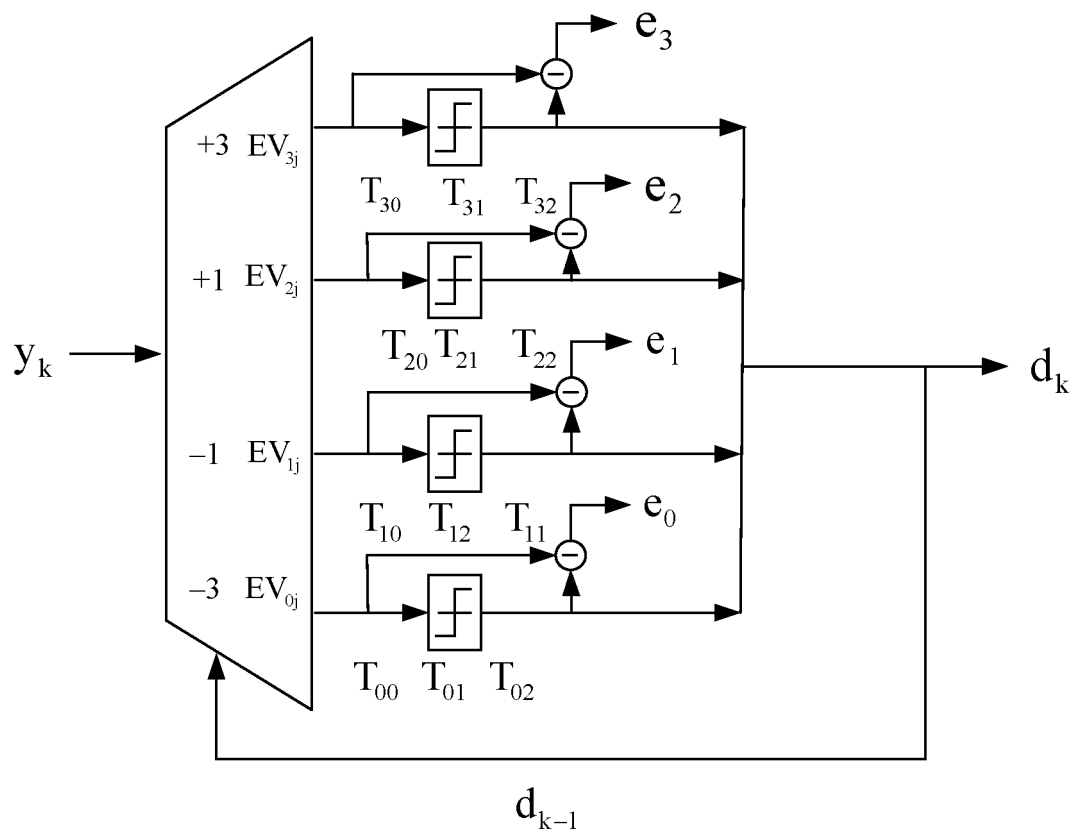 e₃
+3 EV₃ⱼ
T₃₀ T₃₁ T₃₂
e₂
+1 EV₂ⱼ
T₂₀ T₂₁ T₂₂
e₁
yₖ
dₖ
−1 EV₁ⱼ
T₁₀ T₁₂ T₁₁
e₀
−3 EV₀ⱼ
T₀₀ T₀₁ T₀₂
dₖ₋₁